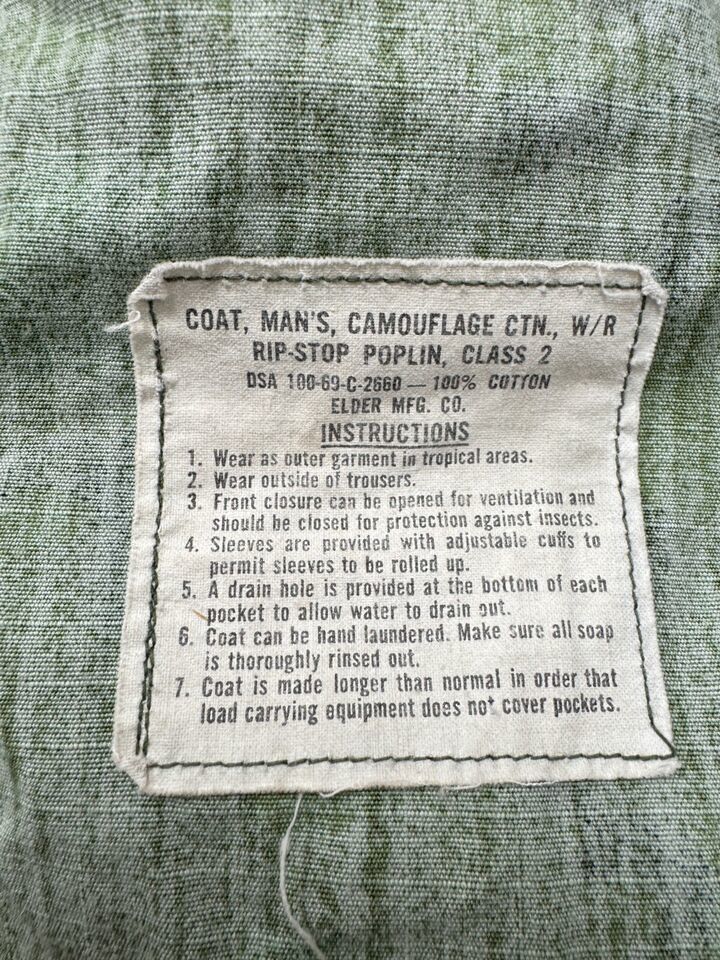 COAT, MAN'S, CAMOUFLAGE CTN., W/R
RIP-STOP POPLIN, CLASS 2
DSA 100-69-C-2660 — 100% COTTON
ELDER MFG. CO.
INSTRUCTIONS
1. Wear as outer garment in tropical areas.
2. Wear outside of trousers.
3. Front closure can be opened for ventilation and
should be closed for protection against insects.
4. Sleeves are provided with adjustable cuffs to
permit sleeves to be rolled up.
5. A drain hole is provided at the bottom of each
pocket to allow water to drain out.
6. Coat can be hand laundered. Make sure all soap
is thoroughly rinsed out.
7. Coat is made longer than normal in order that
load carrying equipment does not cover pockets.